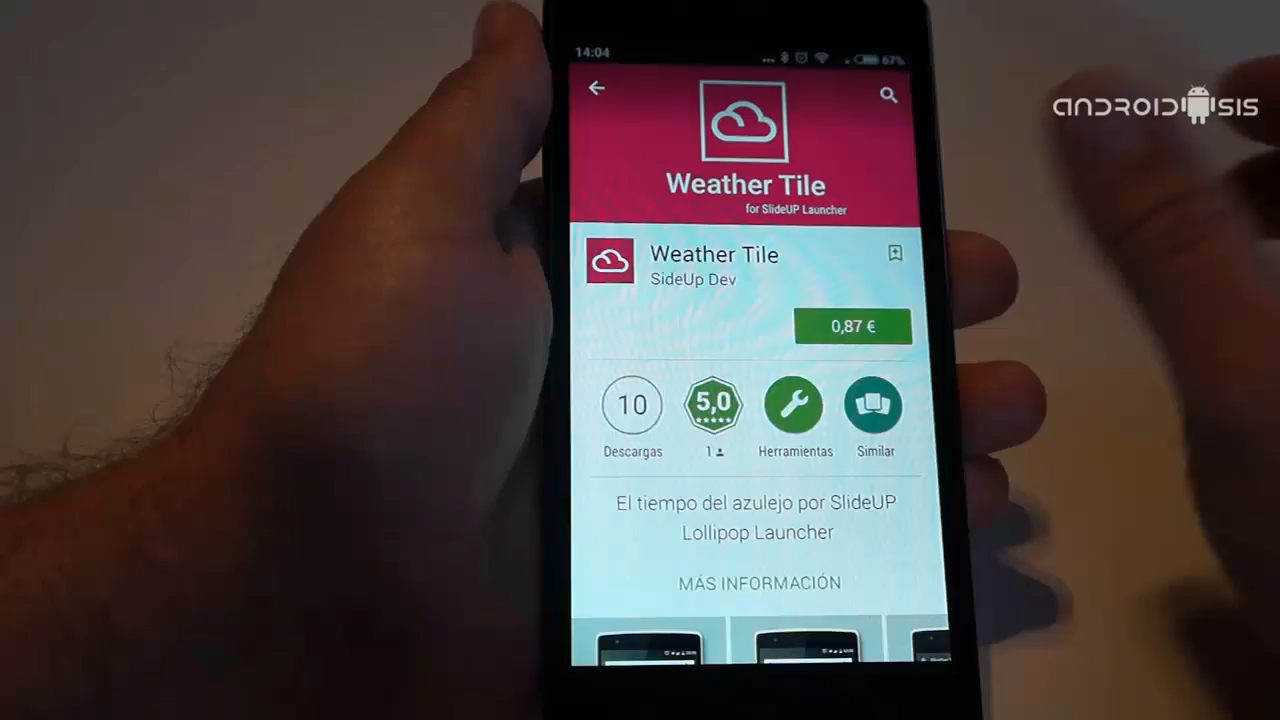 14:04
67%
ANDROIDSIS
Weather Tile
for SlideUP Launcher
Weather Tile
SideUp Dev
0,87 €
10
5,0
Descargas
1
Herramientas
Similar
El tiempo del azulejo por SlideUP
Lollipop Launcher
MÁS INFORMACIÓN